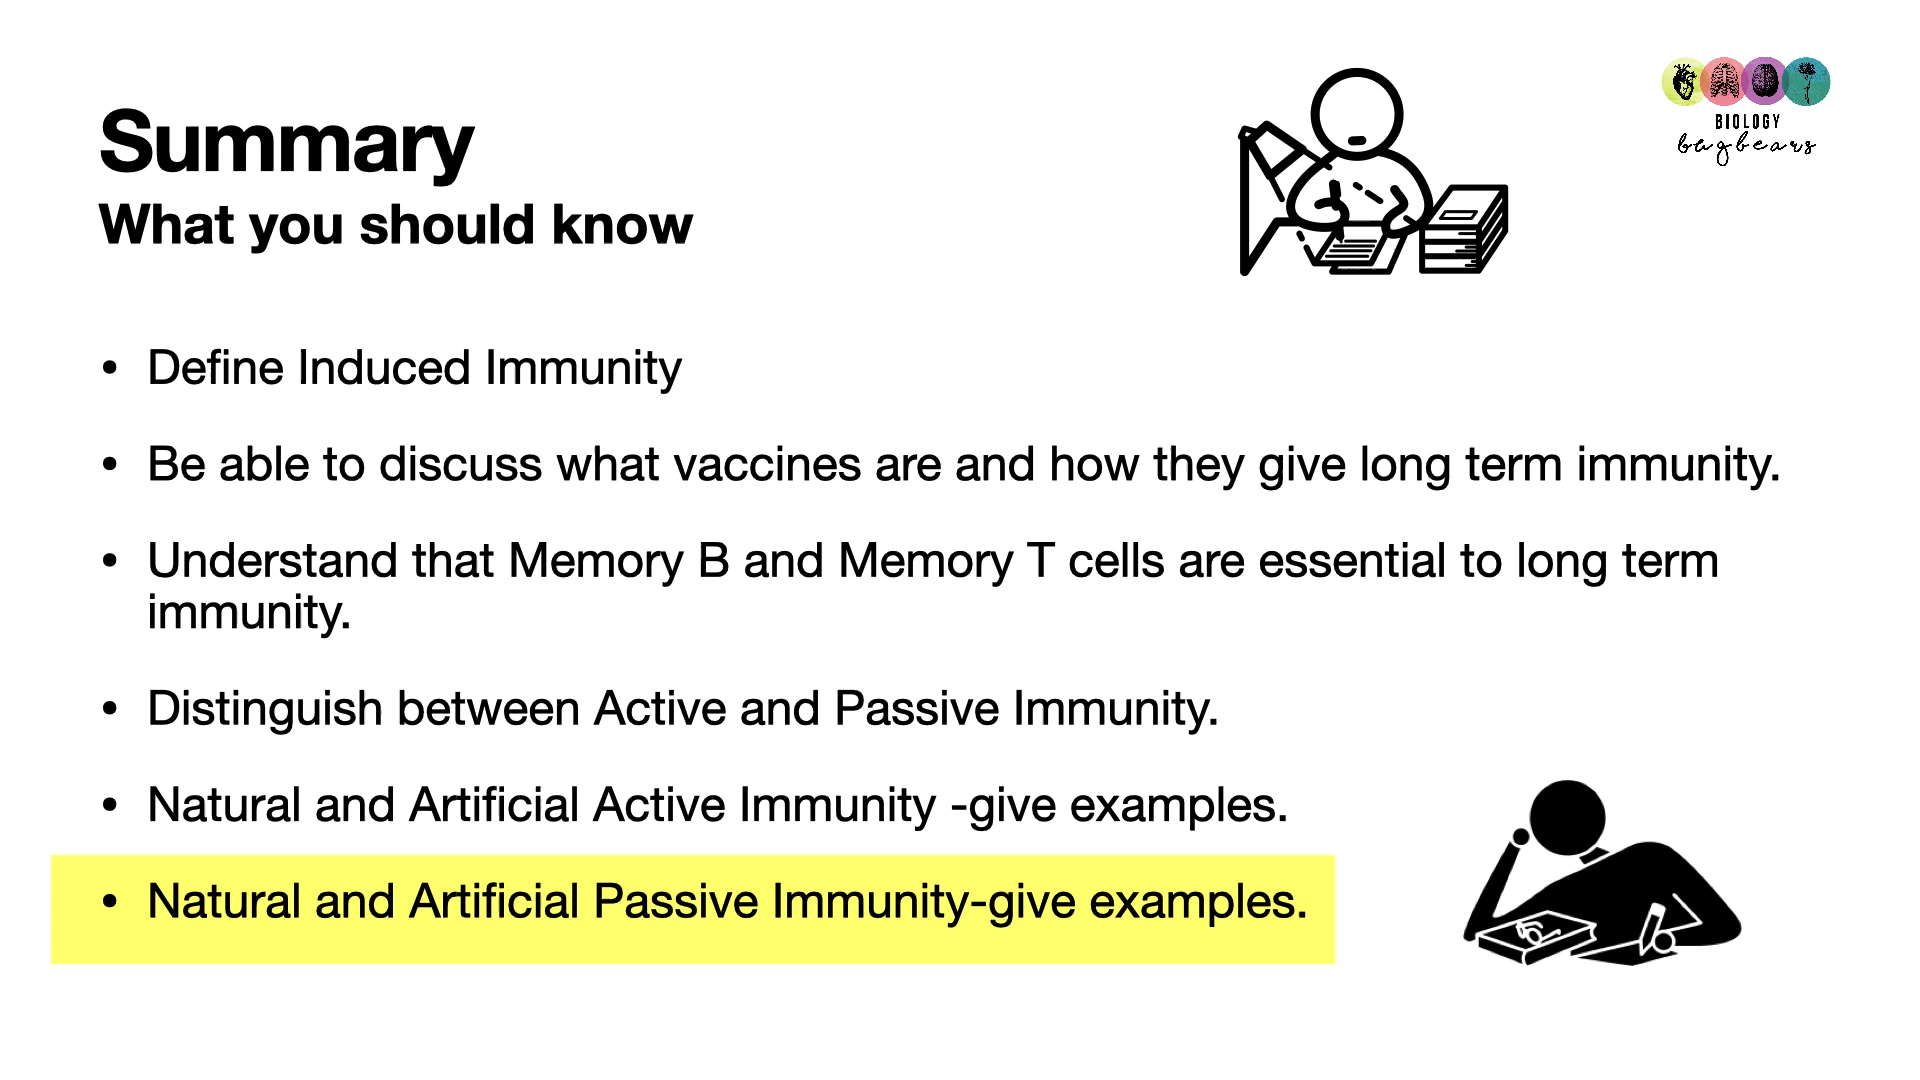 BIOLOGY
bugbears
Summary
What you should know
• Define Induced Immunity
• Be able to discuss what vaccines are and how they give long term immunity.
• Understand that Memory B and Memory T cells are essential to long term
immunity.
• Distinguish between Active and Passive Immunity.
• Natural and Artificial Active Immunity -give examples.
• Natural and Artificial Passive Immunity-give examples.